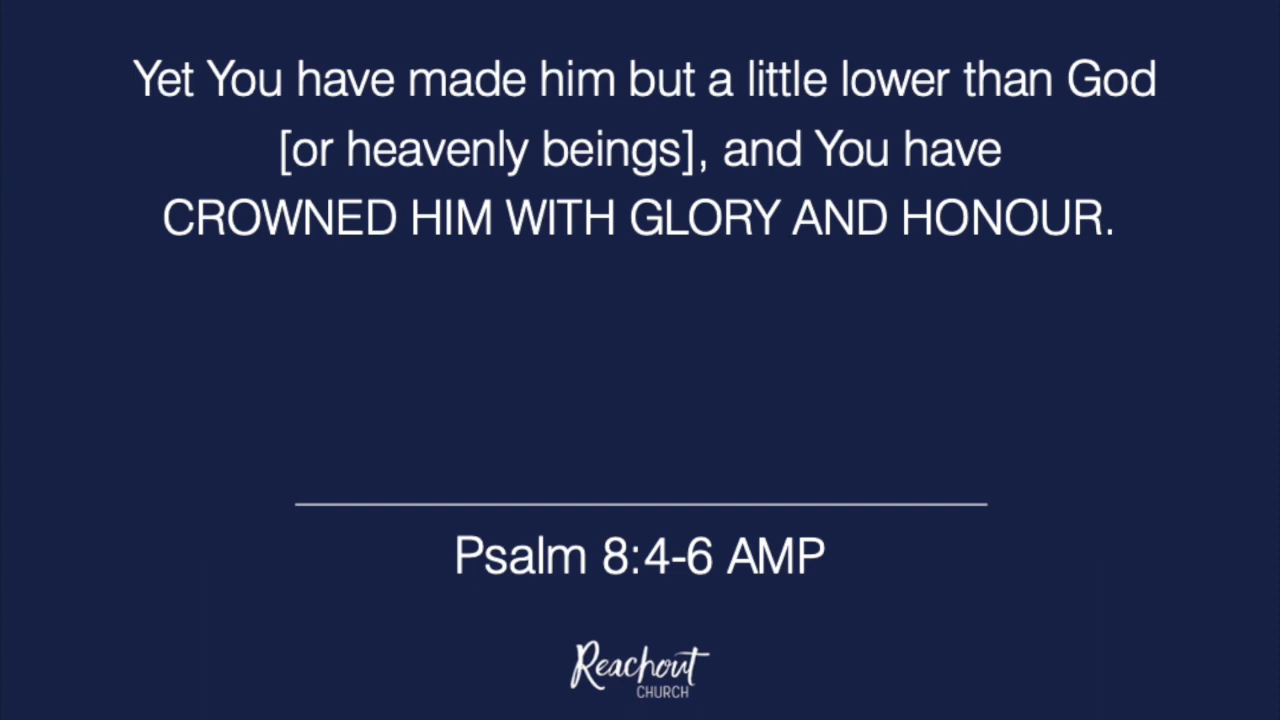 Yet You have made him but a little lower than God
[or heavenly beings], and You have
CROWNED HIM WITH GLORY AND HONOUR.
Psalm 8:4-6 AMP
Reachout
CHURCH